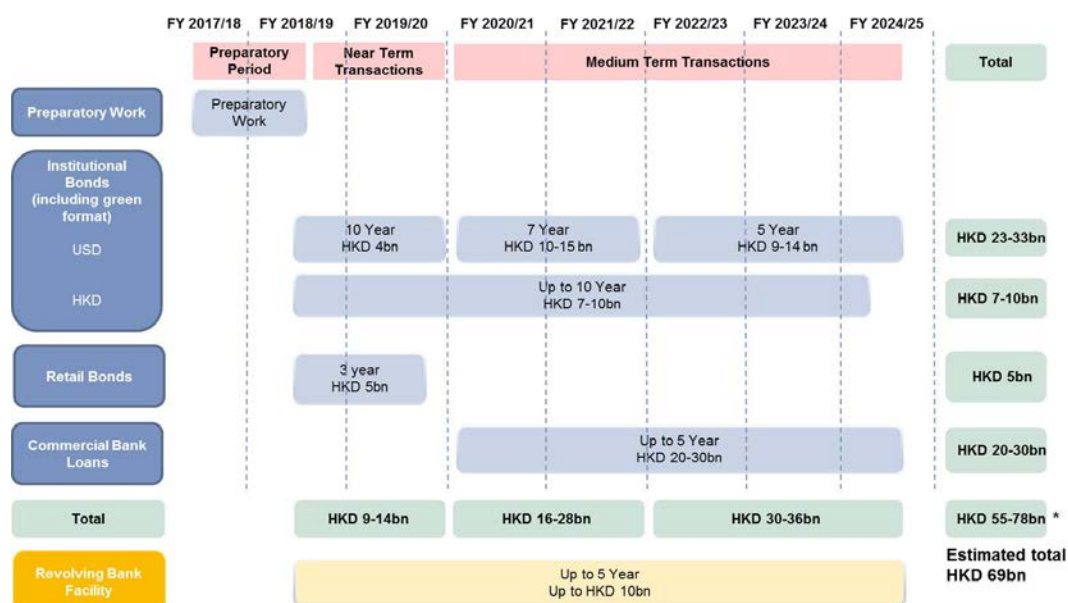 FY 2017/18 FY 2018/19 FY 2019/20 FY 2020/21 FY 2021/22 FY 2022/23 FY 2023/24 FY 2024/25
Preparatory
Period
Near Term
Transactions
Medium Term Transactions
Total
Preparatory Work
Preparatory
Work
Institutional
Bonds
(including green
format)
USD
10 Year
HKD 4bn
7 Year
HKD 10-15bn
5 Year
HKD 9-14bn
HKD 23-33bn
HKD
Up to 10 Year
HKD 7-10bn
HKD 7-10bn
Retail Bonds
3 year
HKD 5bn
HKD 5bn
Commercial Bank
Loans
Up to 5 Year
HKD 20-30bn
HKD 20-30bn
Total
HKD 9-14bn
HKD 16-28bn
HKD 30-36bn
HKD 55-78bn *
Estimated total
HKD 69bn
Revolving Bank
Facility
Up to 5 Year
Up to HKD 10bn